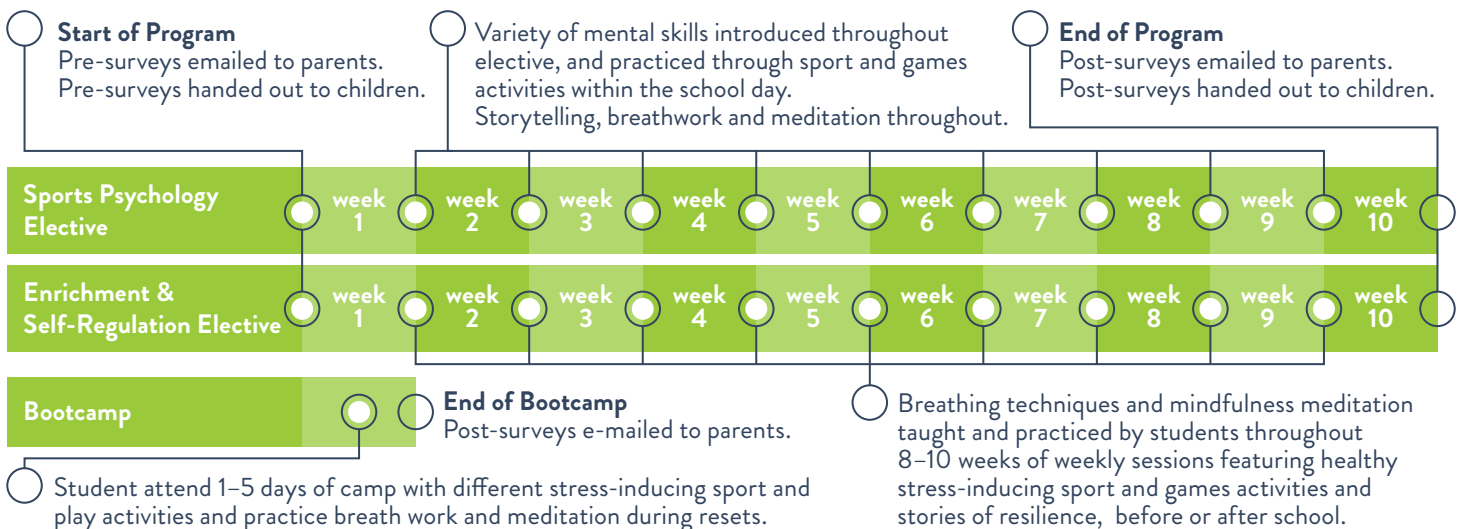 Start of Program
Pre-surveys emailed to parents.
Pre-surveys handed out to children.
Variety of mental skills introduced throughout
elective, and practiced through sport and games
activities within the school day.
Storytelling, breathwork and meditation throughout.
End of Program
Post-surveys emailed to parents.
Post-surveys handed out to children.
Sports Psychology
Elective
week
1
week
2
week
3
week
4
week
5
week
6
week
7
week
8
week
9
week
10
Enrichment &
Self-Regulation Elective
week
1
week
2
week
3
week
4
week
5
week
6
week
7
week
8
week
9
week
10
Bootcamp
End of Bootcamp
Post-surveys e-mailed to parents.
Student attend 1–5 days of camp with different stress-inducing sport and
play activities and practice breath work and meditation during resets.
Breathing techniques and mindfulness meditation
taught and practiced by students throughout
8–10 weeks of weekly sessions featuring healthy
stress-inducing sport and games activities and
stories of resilience, before or after school.